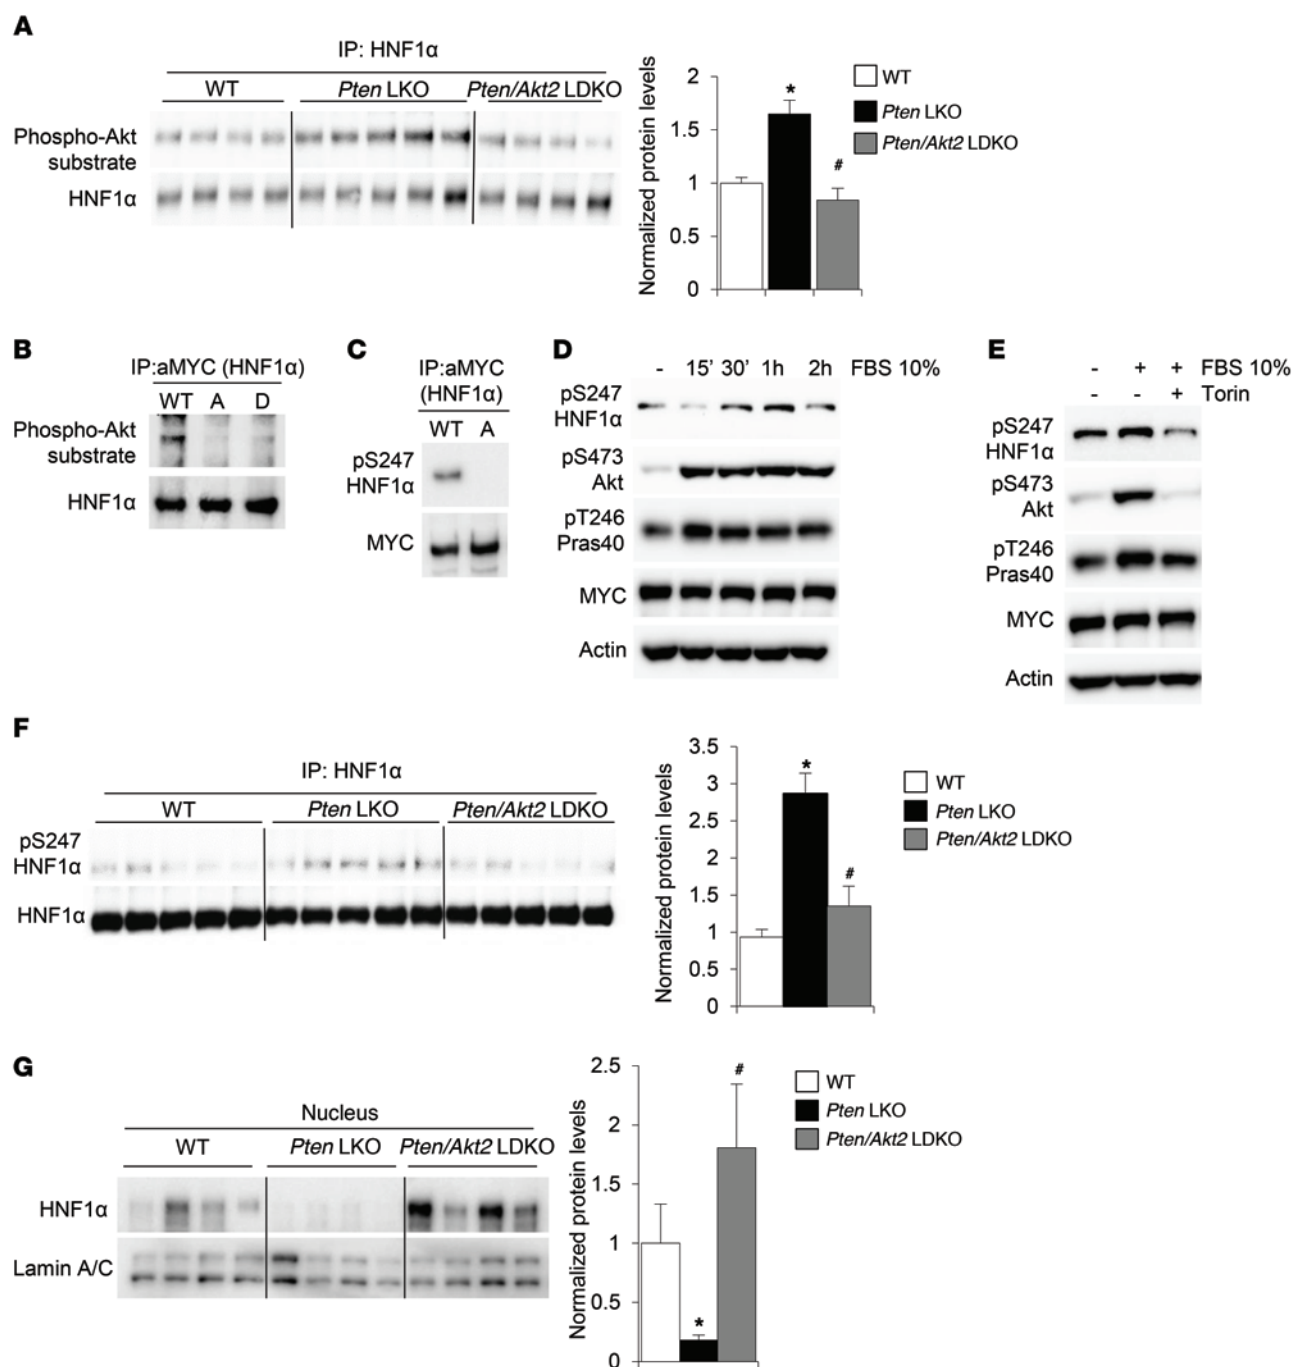 A
IP: HNF1α
WT Pten LKO Pten/Akt2 LDKO
Phospho-Akt
substrate
HNF1α
Normalized protein levels
2
1.5
1
0.5
0
*
#
WT
Pten LKO
Pten/Akt2 LDKO
B
IP:aMYC (HNF1α)
WT A D
Phospho-Akt
substrate
HNF1α
C
IP:aMYC
(HNF1α)
WT A
pS247
HNF1α
MYC
D
- 15' 30' 1h 2h FBS 10%
pS247
HNF1α
pS473
Akt
pT246
Pras40
MYC
Actin
E
- + + FBS 10%
- - + Torin
pS247
HNF1α
pS473
Akt
pT246
Pras40
MYC
Actin
F
IP: HNF1α
WT Pten LKO Pten/Akt2 LDKO
pS247
HNF1α
HNF1α
Normalized protein levels
3.5
3
2.5
2
1.5
1
0.5
0
*
#
WT
Pten LKO
Pten/Akt2 LDKO
G
Nucleus
WT Pten LKO Pten/Akt2 LDKO
HNF1α
Lamin A/C
Normalized protein levels
2.5
2
1.5
1
0.5
0
*
#
WT
Pten LKO
Pten/Akt2 LDKO